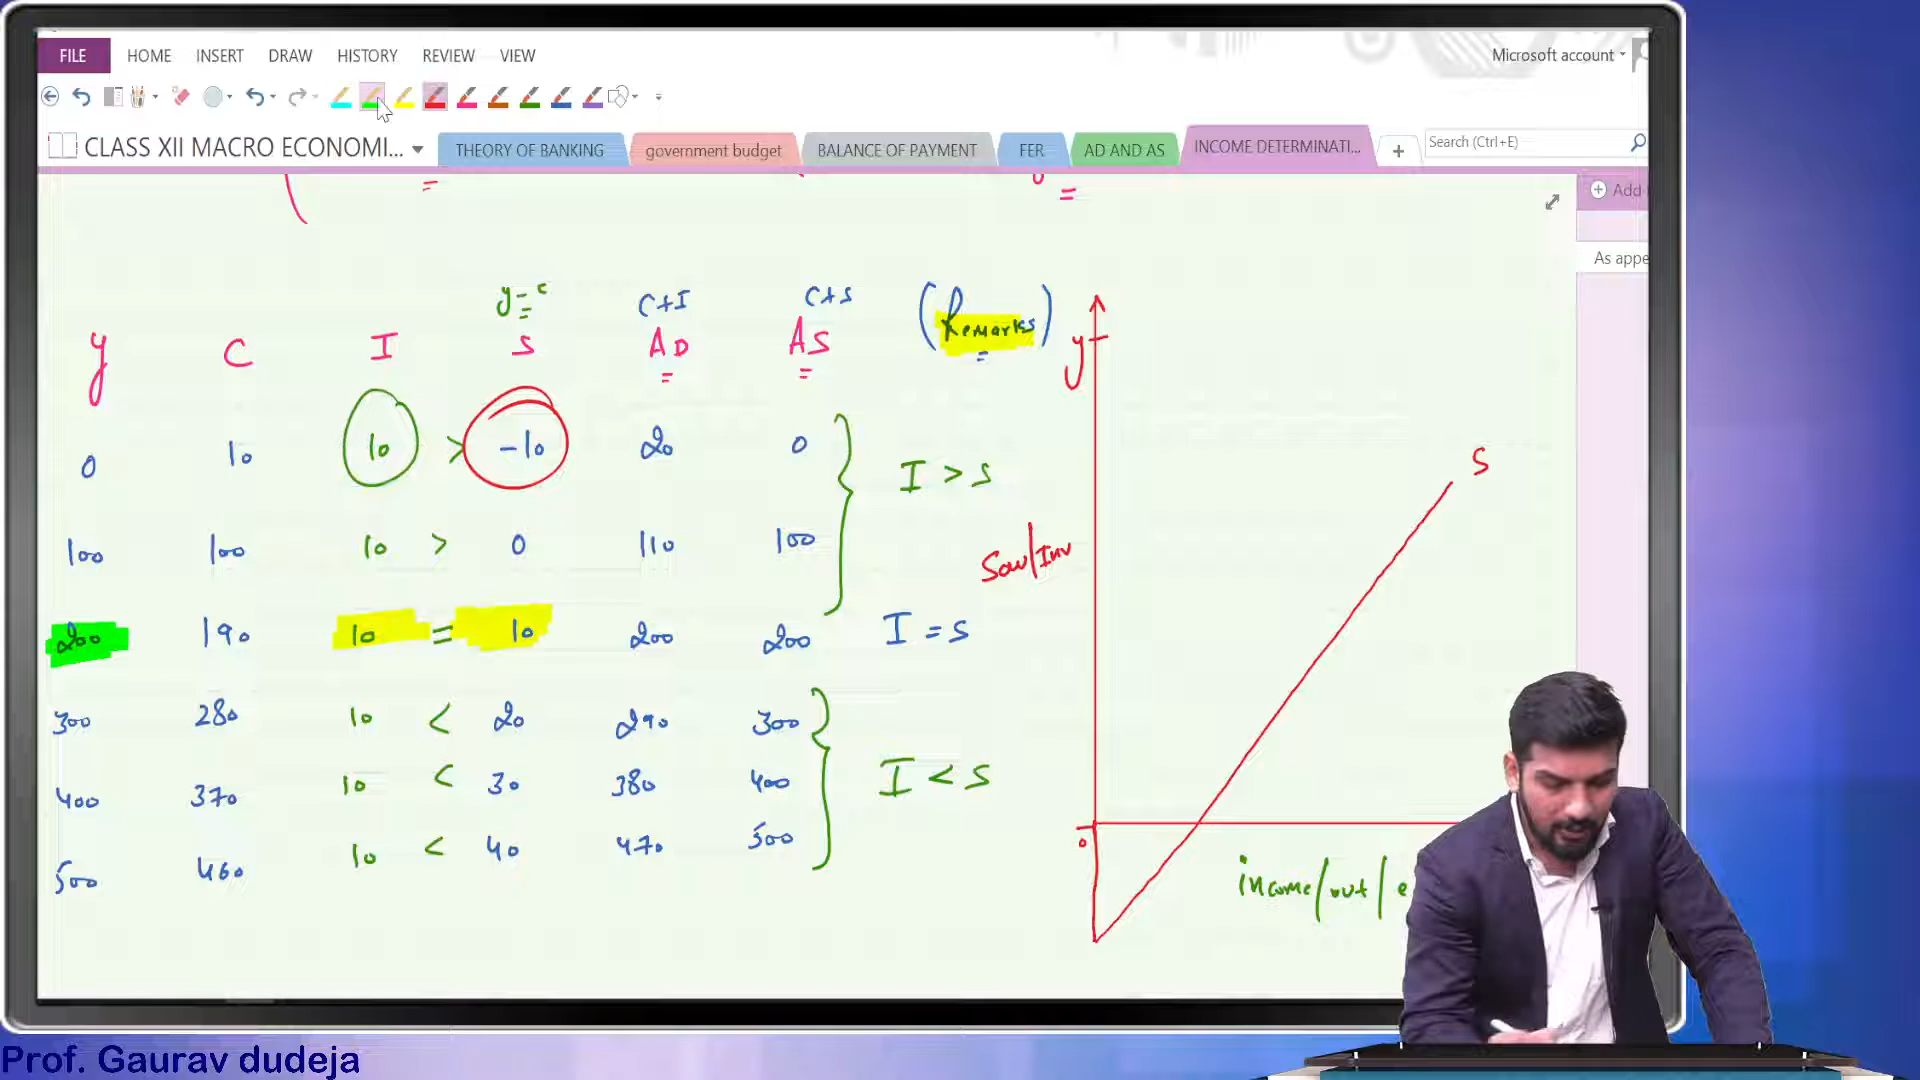 FILE HOME INSERT DRAW HISTORY REVIEW VIEW Microsoft account
CLASS XII MACRO ECONOMI... THEORY OF BANKING government budget BALANCE OF PAYMENT FER AD AND AS INCOME DETERMINATI... + Search (Ctrl+E)
Add
As appe
y = c C+I C+S (Remarks)
y C I S AD AS
0 10 10 > -10 20 0 I > S
100 100 10 > 0 110 100
200 190 10 = 10 200 200 I = S
300 280 10 < 20 290 300
400 370 10 < 30 380 400 I < S
500 460 10 < 40 470 500
y
S
Sav/Inv
0
income/out/e
Prof. Gaurav dudeja